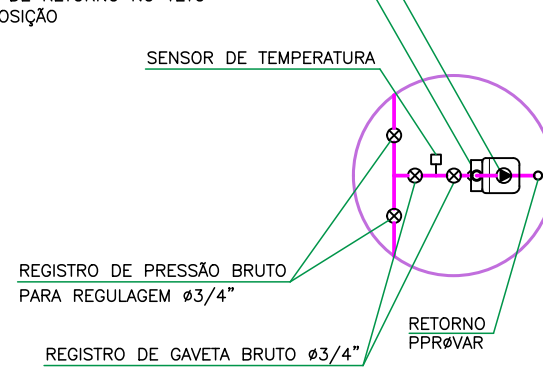 OSIÇÃO
SENSOR DE TEMPERATURA
REGISTRO DE PRESSÃO BRUTO
PARA REGULAGEM ø3/4"
RETORNO
PPRøVAR
REGISTRO DE GAVETA BRUTO ø3/4"